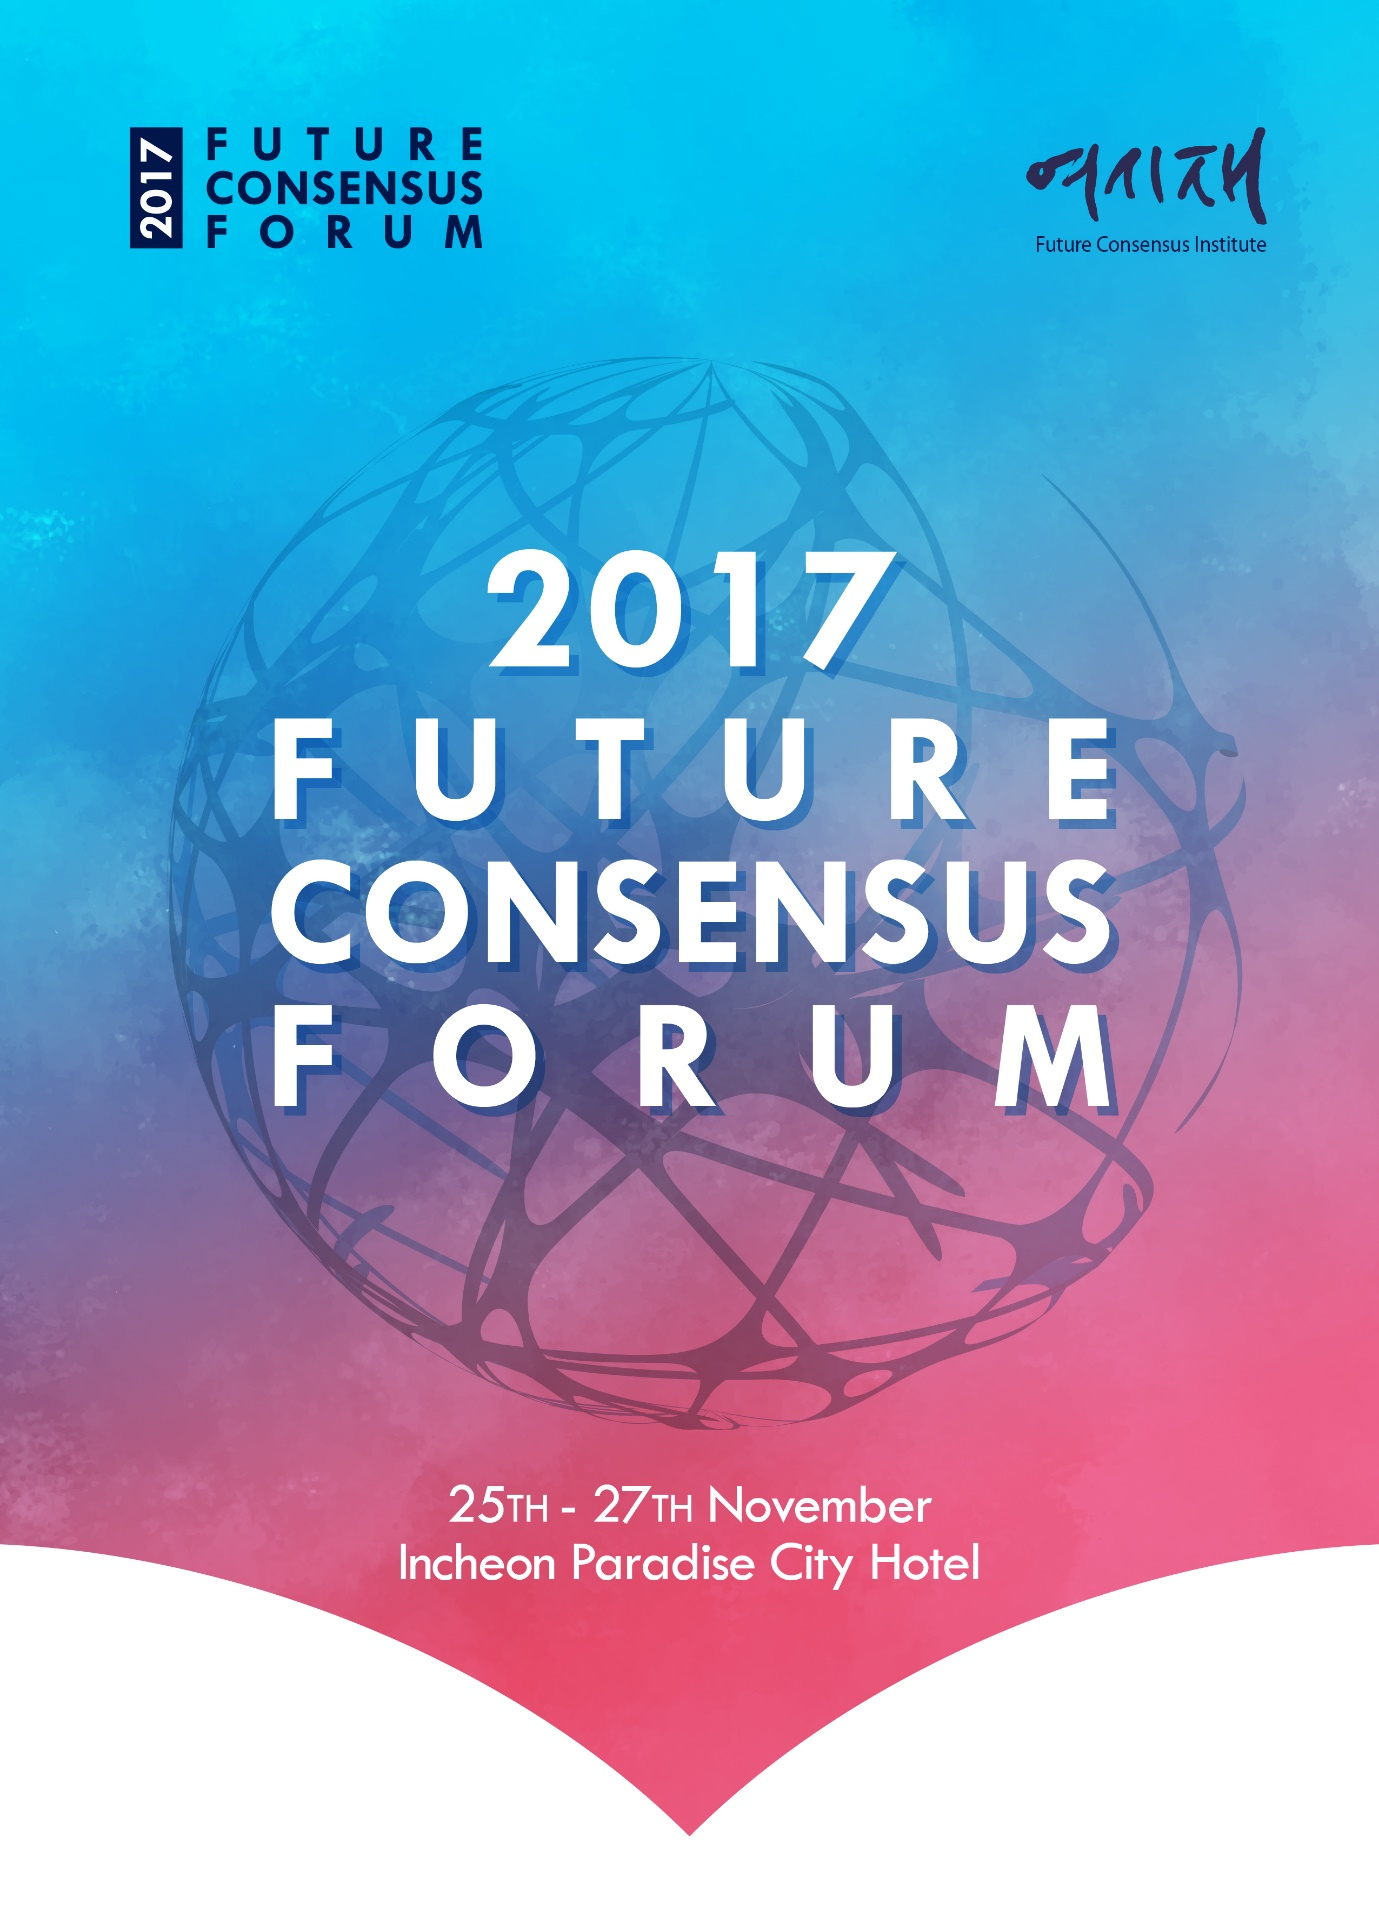 2017
FUTURE
CONSENSUS
FORUM
여시재
Future Consensus Institute
2017
FUTURE
CONSENSUS
FORUM
25TH - 27TH November
Incheon Paradise City Hotel